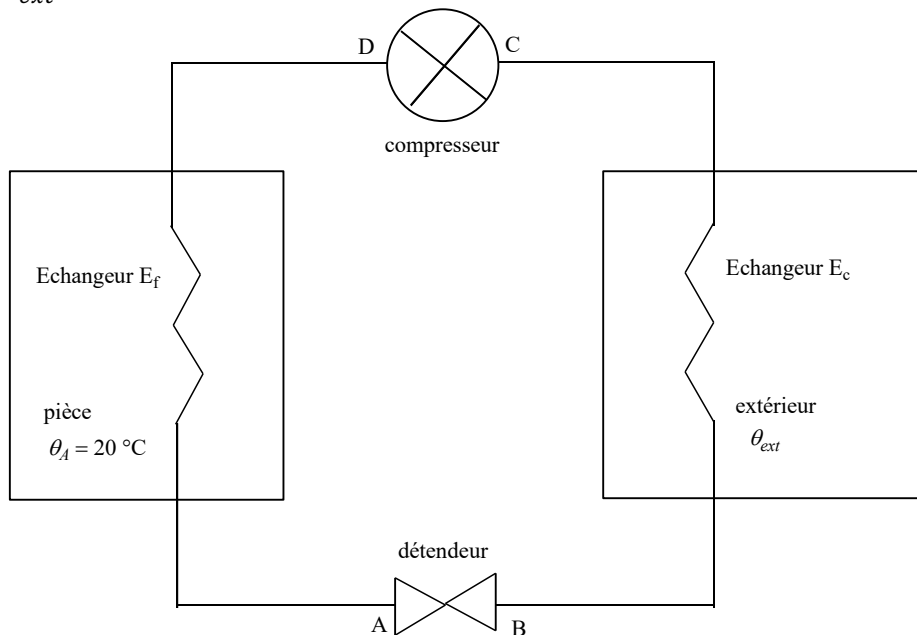 ext
D
C
compresseur
Echangeur E_f
Echangeur E_c
pièce
θ_A = 20 °C
extérieur
θ_ext
détendeur
A
B